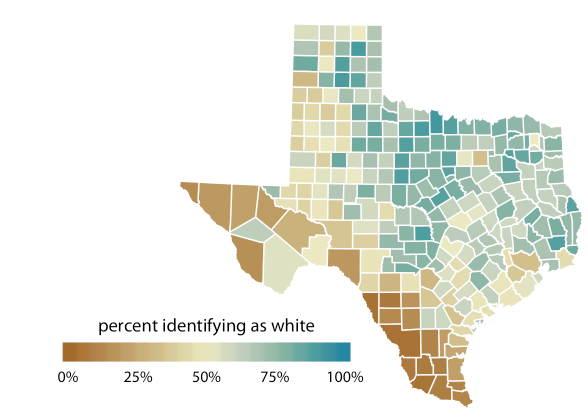 percent identifying as white
0% 25% 50% 75% 100%